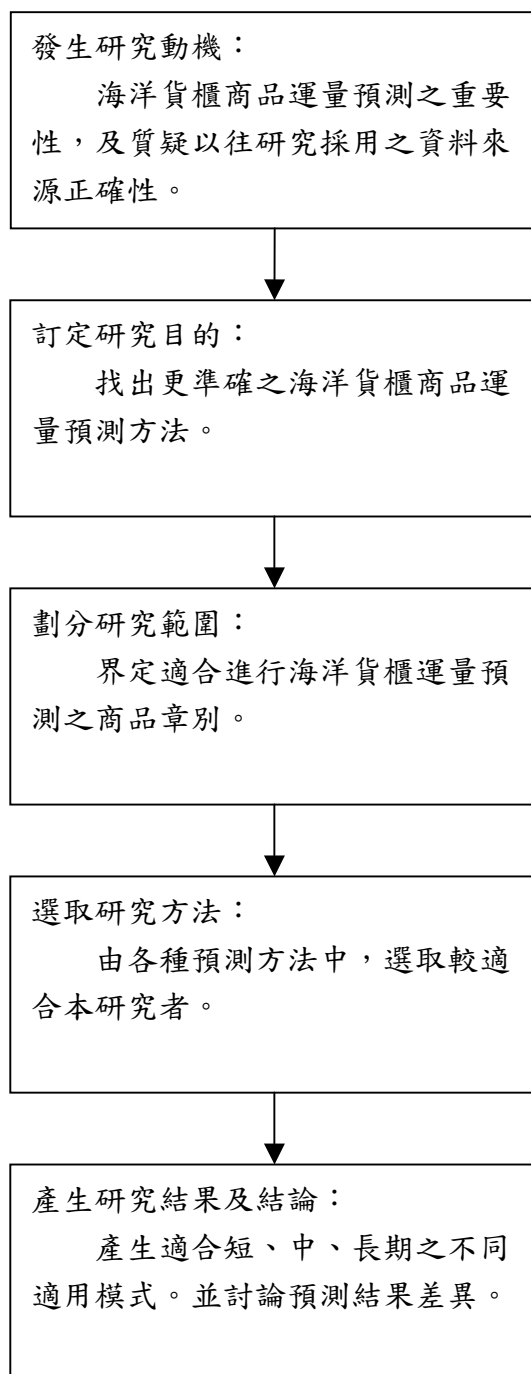 發生研究動機：
海洋貨櫃商品運量預測之重要
性，及質疑以往研究採用之資料來
源正確性。
訂定研究目的：
找出更準確之海洋貨櫃商品運
量預測方法。
劃分研究範圍：
界定適合進行海洋貨櫃運量預
測之商品章別。
選取研究方法：
由各種預測方法中，選取較適
合本研究者。
產生研究結果及結論：
產生適合短、中、長期之不同
適用模式。並討論預測結果差異。